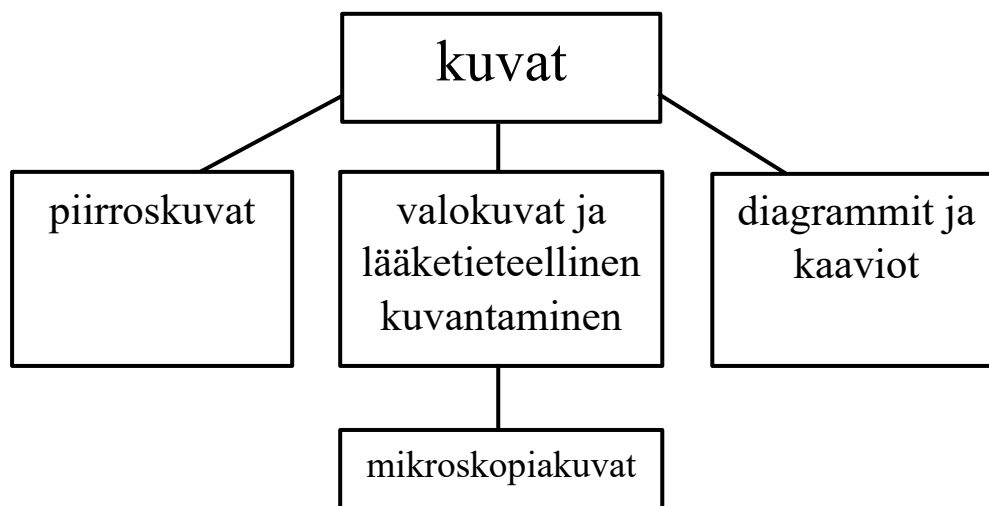 kuvat
piirroskuvat
valokuvat ja
lääketieteellinen
kuvantaminen
diagrammit ja
kaaviot
mikroskopiakuvat